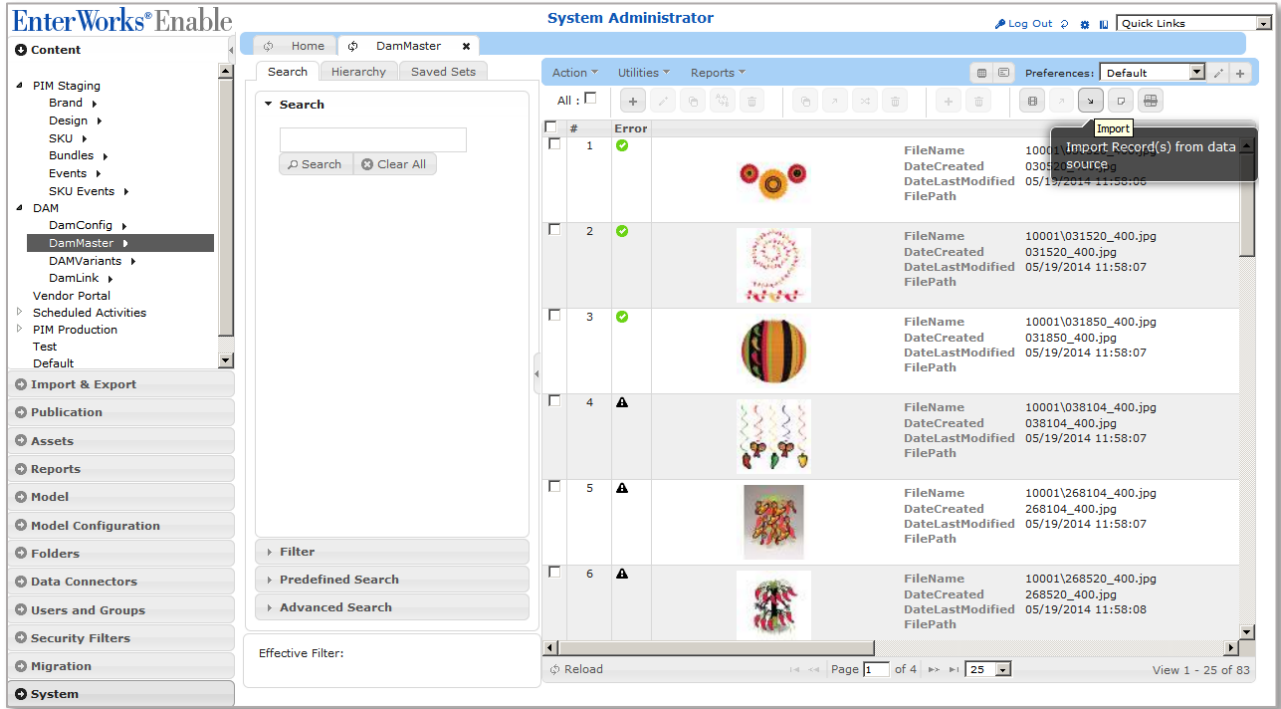 EnterWorks®Enable
System Administrator
Log Out
Quick Links
Content
PIM Staging
Brand
Design
SKU
Bundles
Events
SKU Events
DAM
DamConfig
DamMaster
DAMVariants
DamLink
Vendor Portal
Scheduled Activities
PIM Production
Test
Default
Import & Export
Publication
Assets
Reports
Model
Model Configuration
Folders
Data Connectors
Users and Groups
Security Filters
Migration
System
Home
DamMaster
Search Hierarchy Saved Sets
Search
Search Clear All
Filter
Predefined Search
Advanced Search
Effective Filter:
Action Utilities Reports
Preferences: Default
All :
Import
Import Record(s) from data
source
# Error
1
FileName 10001\
DateCreated
DateLastModified 05/19/2014 11:58:06
FilePath
2
FileName 10001\031520_400.jpg
DateCreated 031520_400.jpg
DateLastModified 05/19/2014 11:58:07
FilePath
3
FileName 10001\031850_400.jpg
DateCreated 031850_400.jpg
DateLastModified 05/19/2014 11:58:07
FilePath
4
FileName 10001\038104_400.jpg
DateCreated 038104_400.jpg
DateLastModified 05/19/2014 11:58:07
FilePath
5
FileName 10001\268104_400.jpg
DateCreated 268104_400.jpg
DateLastModified 05/19/2014 11:58:07
FilePath
6
FileName 10001\268520_400.jpg
DateCreated 268520_400.jpg
DateLastModified 05/19/2014 11:58:08
FilePath
Reload
Page 1 of 4
25
View 1 - 25 of 83